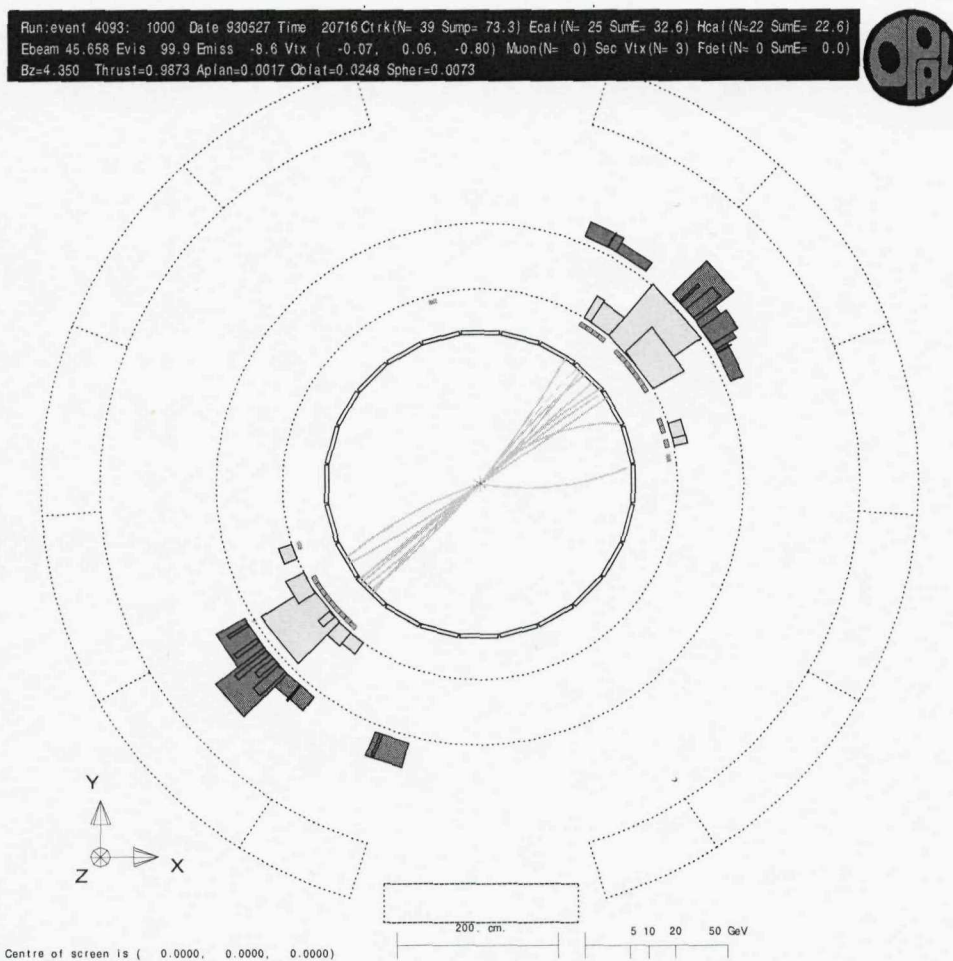 Run:event 4093: 1000 Date 930527 Time 20716 Ctrk(N= 39 Sump= 73.3) Ecal(N= 25 SumE= 32.6) Hcal(N=22 SumE= 22.6)
Ebeam 45.658 Evis 99.9 Emiss -8.6 Vtx ( -0.07, 0.06, -0.80) Muon(N= 0) Sec Vtx(N= 3) Fdet(N= 0 SumE= 0.0)
Bz=4.350 Thrust=0.9873 Aplan=0.0017 Oblat=0.0248 Spher=0.0073
OPAL
Y
Z X
200. cm.
5 10 20 50 GeV
Centre of screen is ( 0.0000, 0.0000, 0.0000)